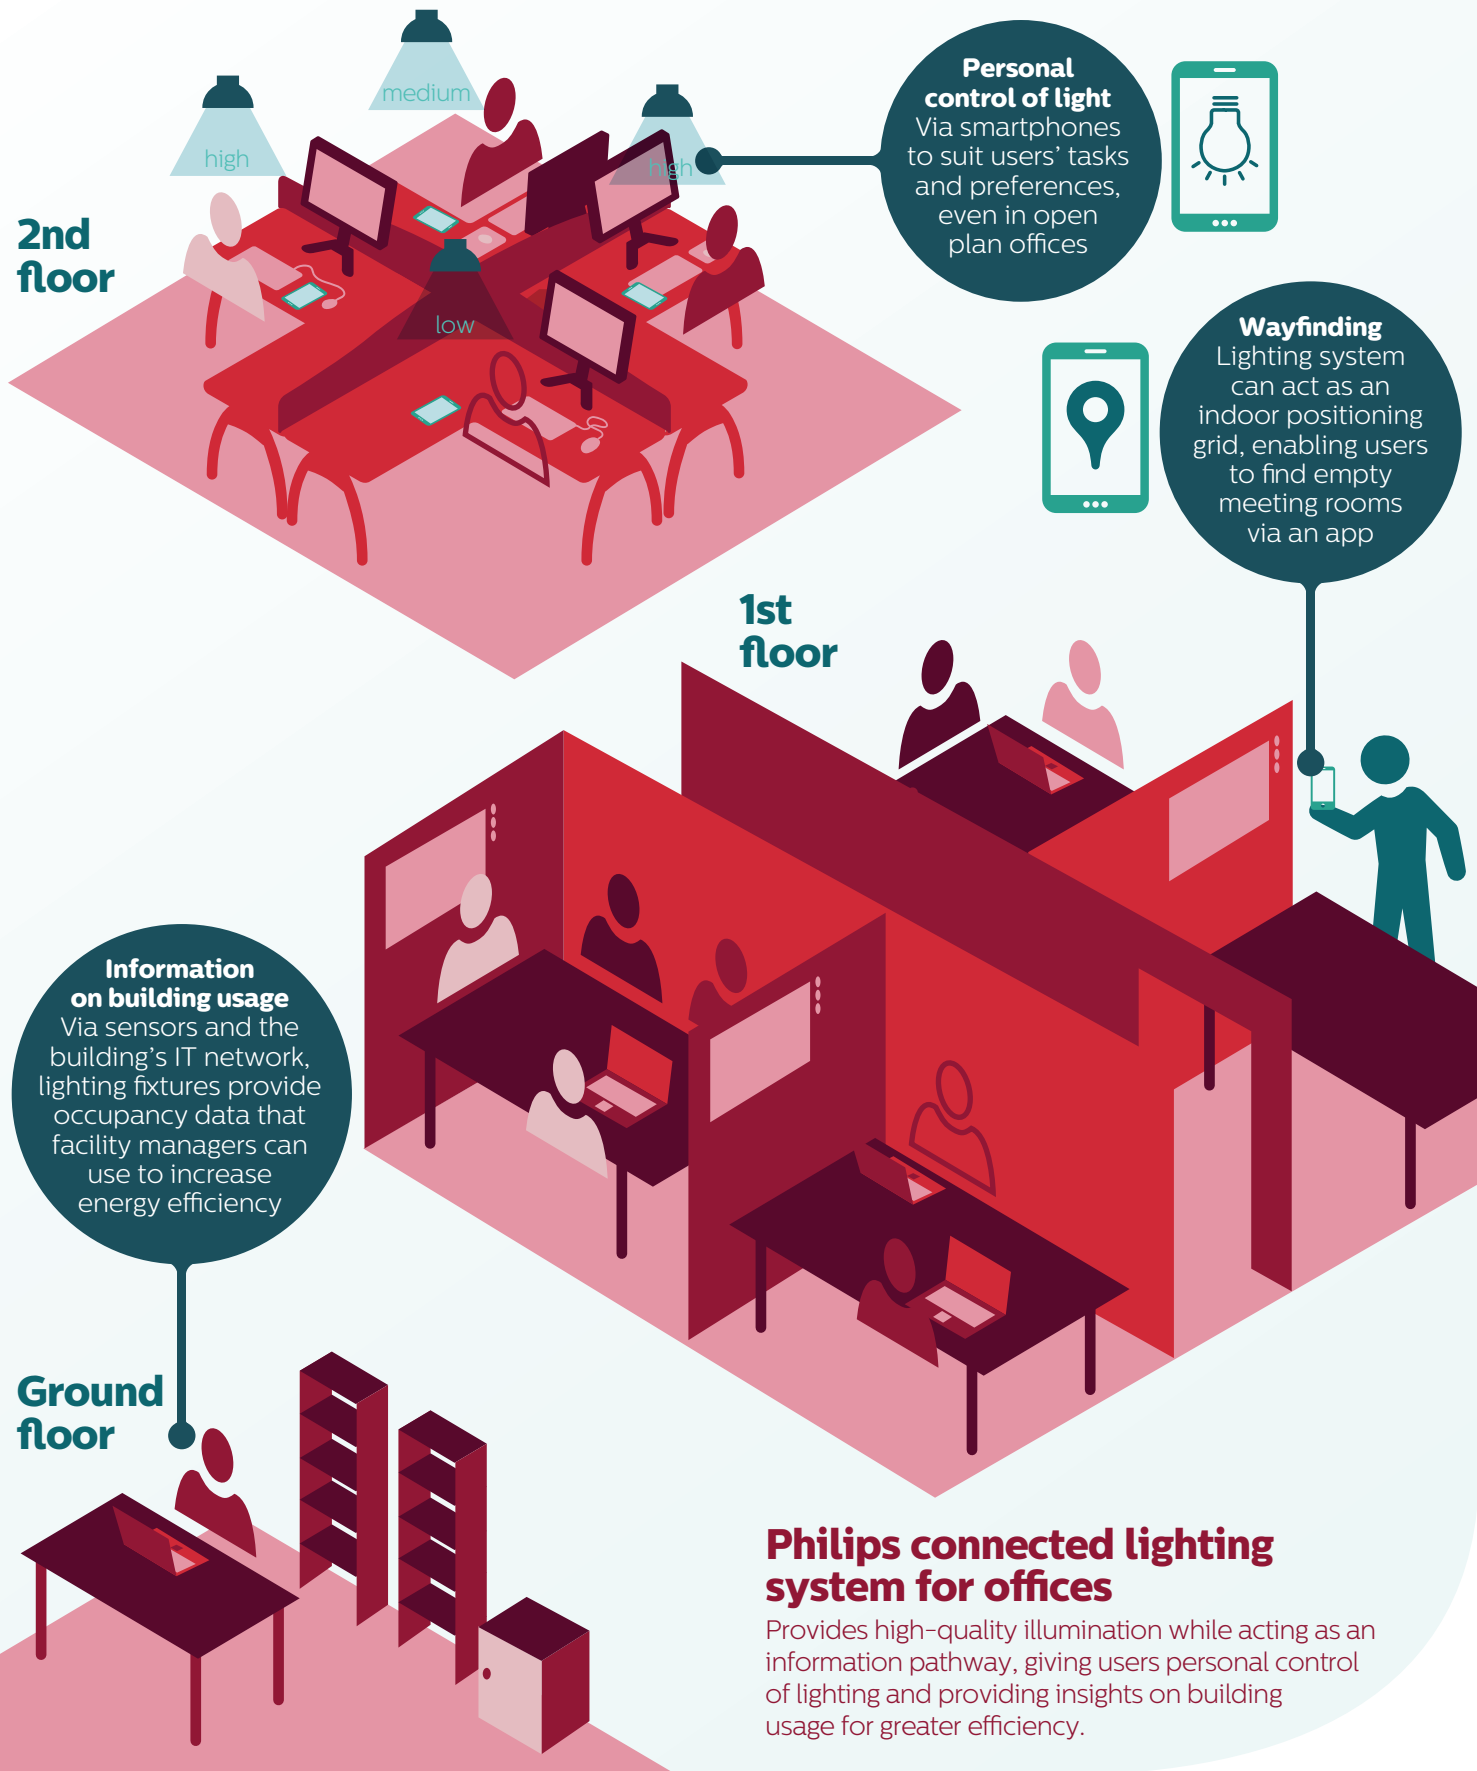 medium
high
high
low
2nd
floor
Personal
control of light
Via smartphones
to suit users’ tasks
and preferences,
even in open
plan offices
Wayfinding
Lighting system
can act as an
indoor positioning
grid, enabling users
to find empty
meeting rooms
via an app
1st
floor
Information
on building usage
Via sensors and the
building’s IT network,
lighting fixtures provide
occupancy data that
facility managers can
use to increase
energy efficiency
Ground
floor
Philips connected lighting
system for offices
Provides high-quality illumination while acting as an
information pathway, giving users personal control
of lighting and providing insights on building
usage for greater efficiency.